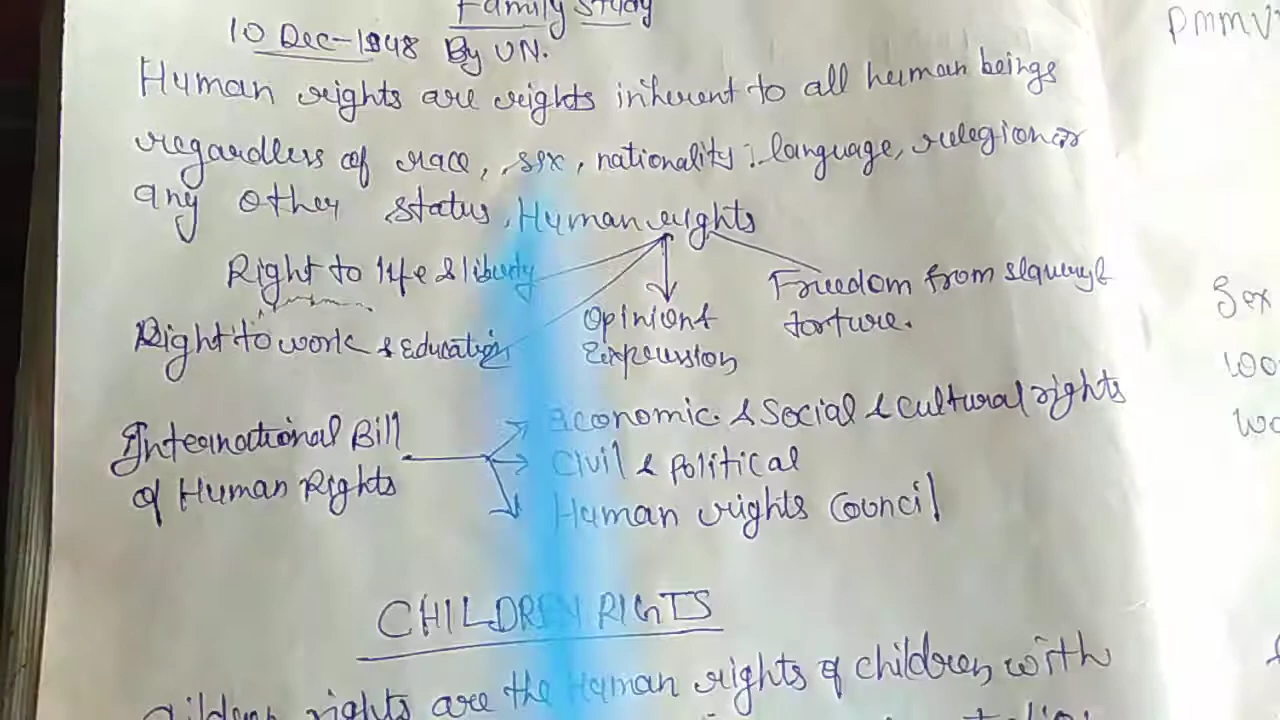 Family Study
10 Dec-1948 By UN.
PMMV
Human rights are rights inherent to all human beings
regardless of race, sex, nationality, language, religion or
any other status. Human rights
Right to life & liberty
Freedom from slavery &
torture.
Opinion &
Expression
Right to work & Education
Sex
100
International Bill
of Human Rights
Economic & Social & cultural rights
Civil & political
Human rights Council
CHILDREN RIGHTS
rights are the Human rights of children with